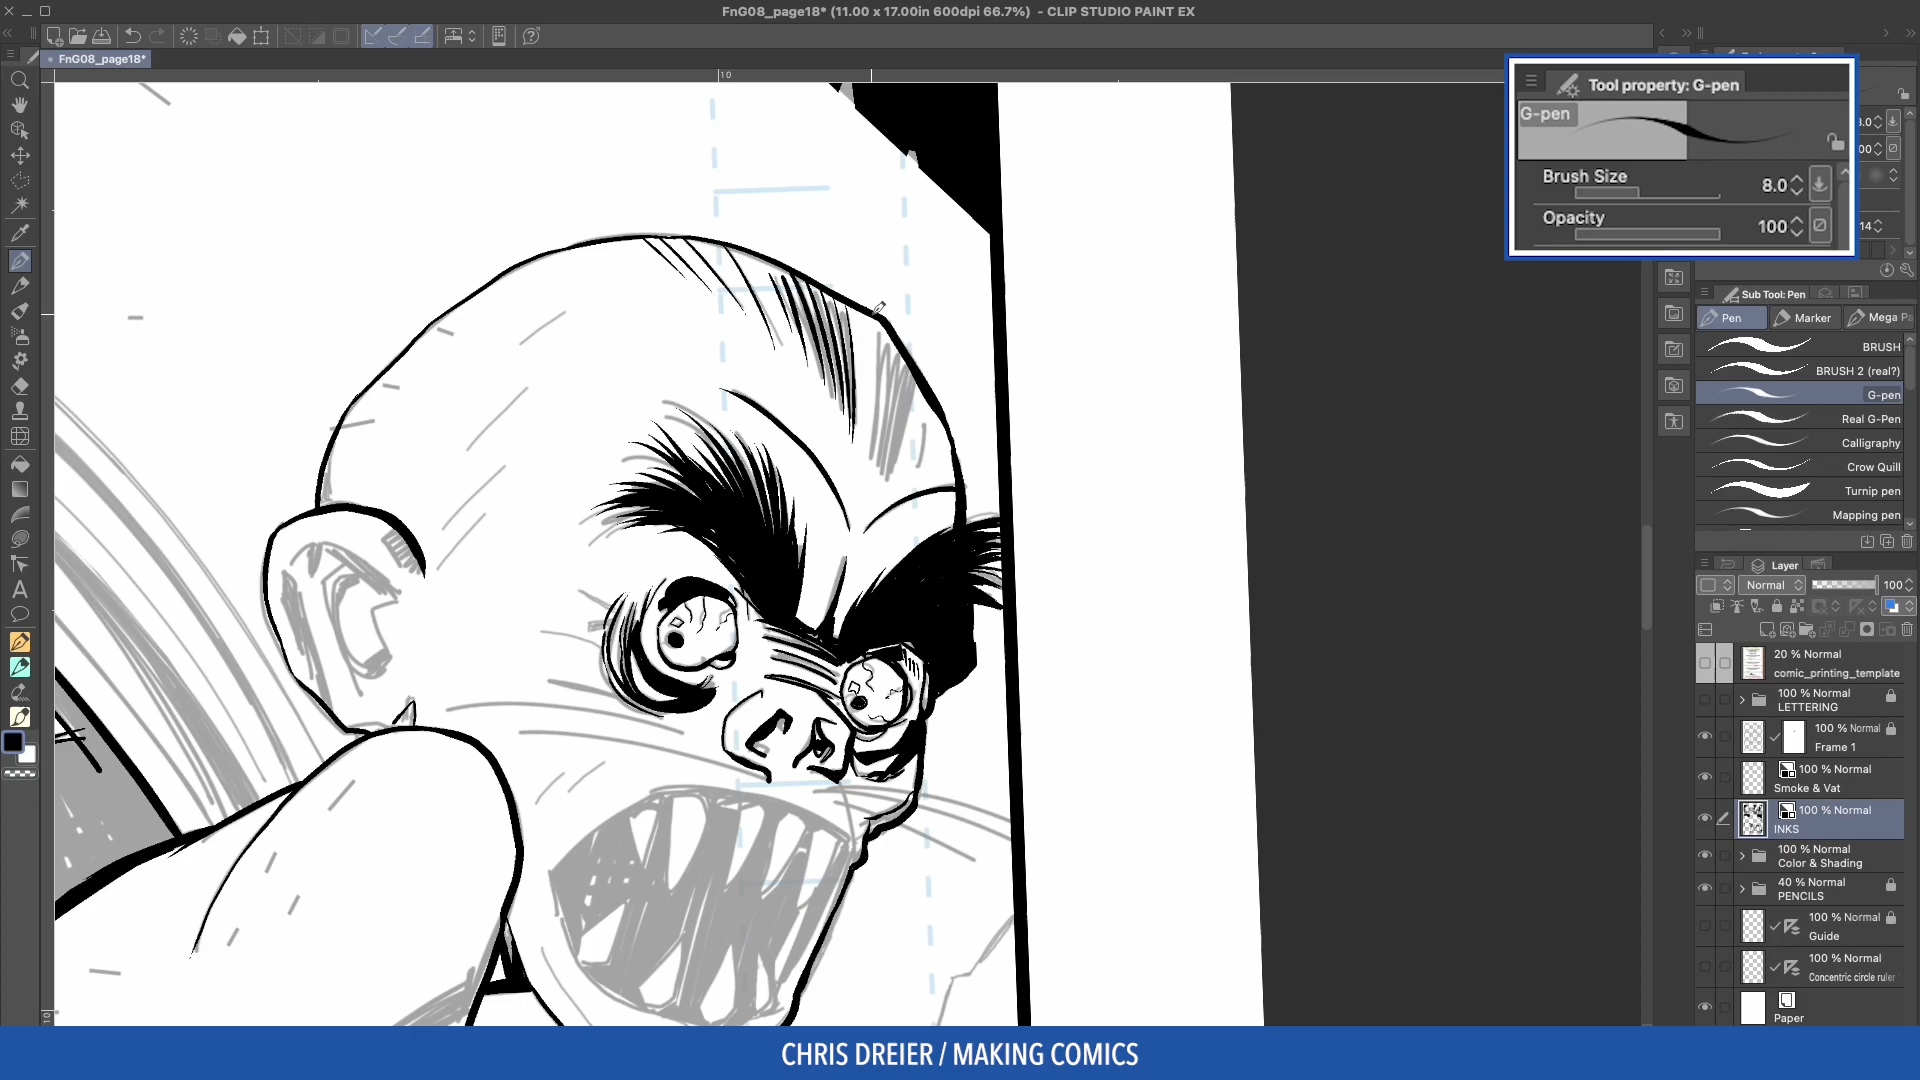 FnG08_page18* (11.00 x 17.00in 600dpi 66.7%) - CLIP STUDIO PAINT EX
FnG08_page18*
10
Tool property: G-pen
G-pen
Brush Size
8.0
Opacity
100
Sub Tool: Pen
Pen
Marker
Mega Pa
BRUSH
BRUSH 2 (real?)
G-pen
Real G-Pen
Calligraphy
Crow Quill
Turnip pen
Mapping pen
Layer
Normal
100
20 % Normal
comic_printing_template
100 % Normal
LETTERING
100 % Normal
Frame 1
100 % Normal
Smoke & Vat
100 % Normal
INKS
100 % Normal
Color & Shading
40 % Normal
PENCILS
100 % Normal
Guide
100 % Normal
Concentric circle ruler
Paper
CHRIS DREIER / MAKING COMICS